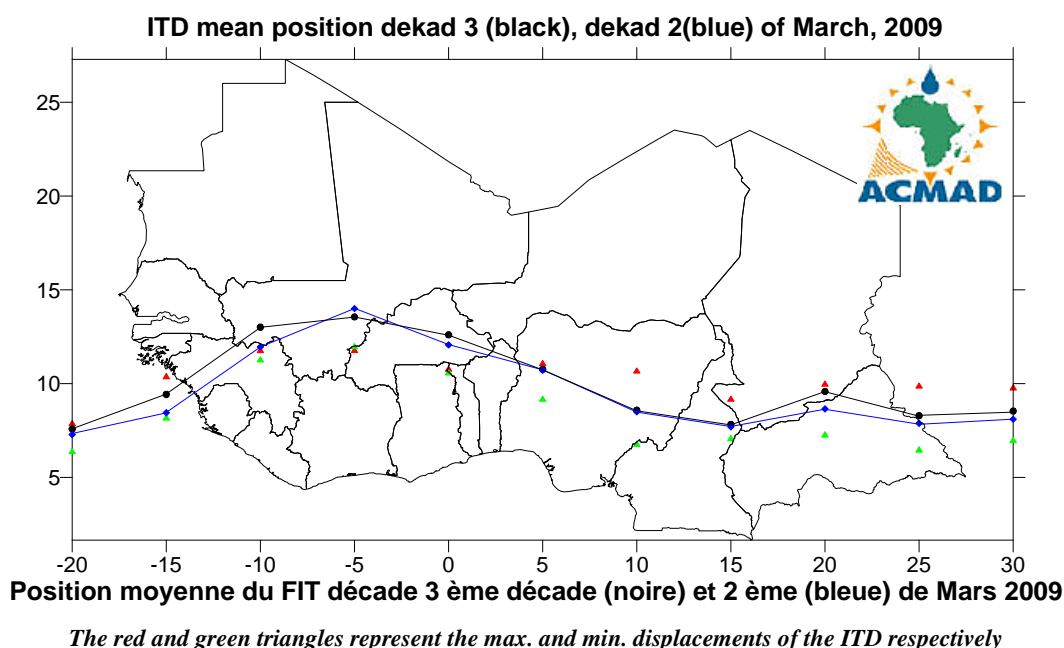 ITD mean position dekad 3 (black), dekad 2(blue) of March, 2009
25
20
15
10
5
ACMAD
-20 -15 -10 -5 0 5 10 15 20 25 30
Position moyenne du FIT décade 3 ème décade (noire) et 2 ème (bleue) de Mars 2009
The red and green triangles represent the max. and min. displacements of the ITD respectively